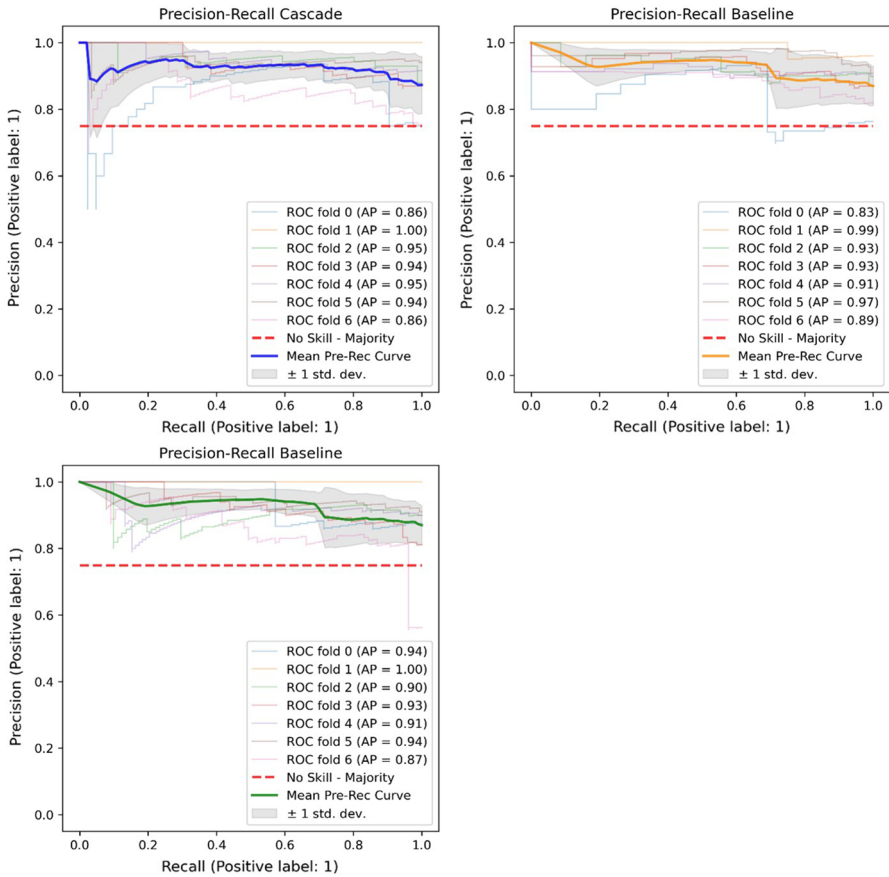 Precision-Recall Cascade
1.0
0.8
0.6
0.4
0.2
0.0
Precision (Positive label: 1)
ROC fold 0 (AP = 0.86)
ROC fold 1 (AP = 1.00)
ROC fold 2 (AP = 0.95)
ROC fold 3 (AP = 0.94)
ROC fold 4 (AP = 0.95)
ROC fold 5 (AP = 0.94)
ROC fold 6 (AP = 0.86)
No Skill - Majority
Mean Pre-Rec Curve
± 1 std. dev.
0.0 0.2 0.4 0.6 0.8 1.0
Recall (Positive label: 1)
Precision-Recall Baseline
1.0
0.8
0.6
0.4
0.2
0.0
Precision (Positive label: 1)
ROC fold 0 (AP = 0.83)
ROC fold 1 (AP = 0.99)
ROC fold 2 (AP = 0.93)
ROC fold 3 (AP = 0.93)
ROC fold 4 (AP = 0.91)
ROC fold 5 (AP = 0.97)
ROC fold 6 (AP = 0.89)
No Skill - Majority
Mean Pre-Rec Curve
± 1 std. dev.
0.0 0.2 0.4 0.6 0.8 1.0
Recall (Positive label: 1)
Precision-Recall Baseline
1.0
0.8
0.6
0.4
0.2
0.0
Precision (Positive label: 1)
ROC fold 0 (AP = 0.94)
ROC fold 1 (AP = 1.00)
ROC fold 2 (AP = 0.90)
ROC fold 3 (AP = 0.93)
ROC fold 4 (AP = 0.91)
ROC fold 5 (AP = 0.94)
ROC fold 6 (AP = 0.87)
No Skill - Majority
Mean Pre-Rec Curve
± 1 std. dev.
0.0 0.2 0.4 0.6 0.8 1.0
Recall (Positive label: 1)